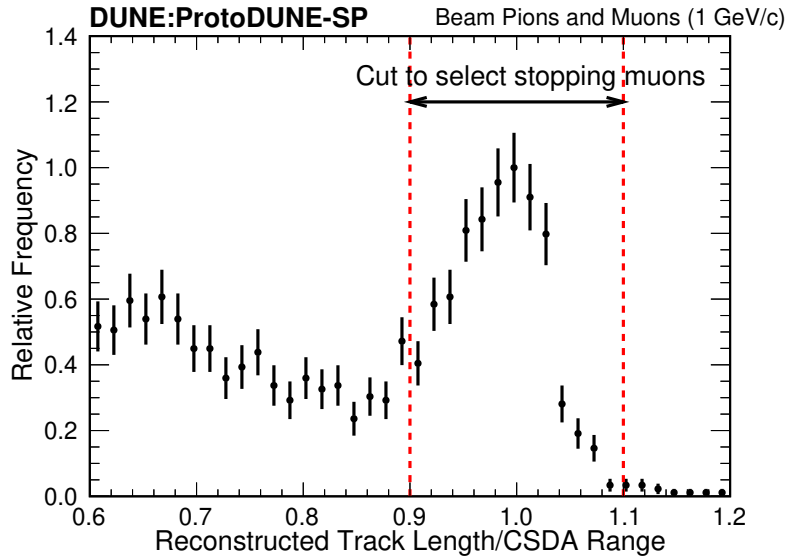 DUNE:ProtoDUNE-SP Beam Pions and Muons (1 GeV/c)
1.4
Cut to select stopping muons
1.2
1.0
0.8
0.6
0.4
0.2
0.0
Relative Frequency
0.6 0.7 0.8 0.9 1.0 1.1 1.2
Reconstructed Track Length/CSDA Range